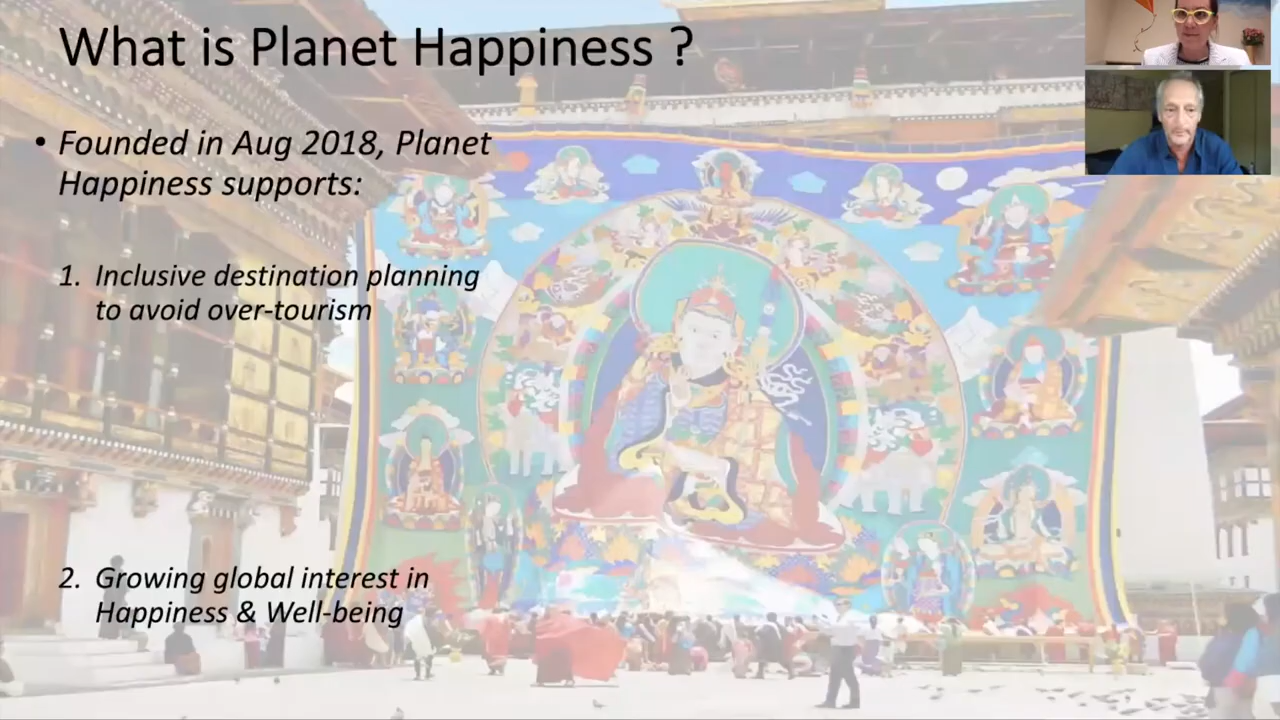 What is Planet Happiness ?
• Founded in Aug 2018, Planet
Happiness supports:
1. Inclusive destination planning
to avoid over-tourism
2. Growing global interest in
Happiness & Well-being